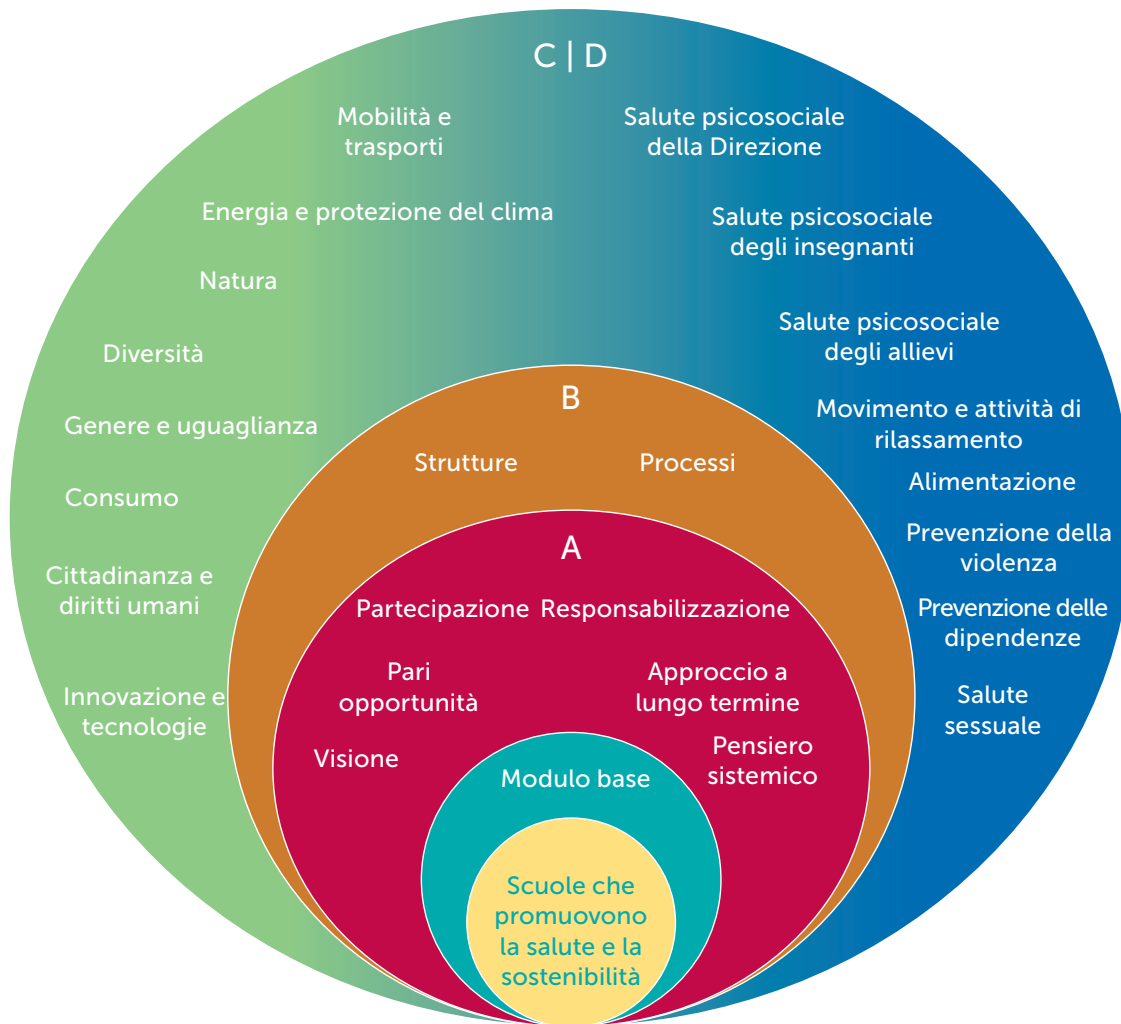 C | D
Mobilità e
trasporti
Salute psicosociale
della Direzione
Energia e protezione del clima
Salute psicosociale
degli insegnanti
Natura
Salute psicosociale
degli allievi
Diversità
Genere e uguaglianza
Movimento e attività di
rilassamento
Consumo
Alimentazione
Cittadinanza e
diritti umani
Prevenzione della
violenza
Innovazione e
tecnologie
Prevenzione delle
dipendenze
Salute
sessuale
B
Strutture
Processi
A
Partecipazione
Responsabilizzazione
Pari
opportunità
Approccio a
lungo termine
Visione
Pensiero
sistemico
Modulo base
Scuole che
promuovono
la salute e la
sostenibilità